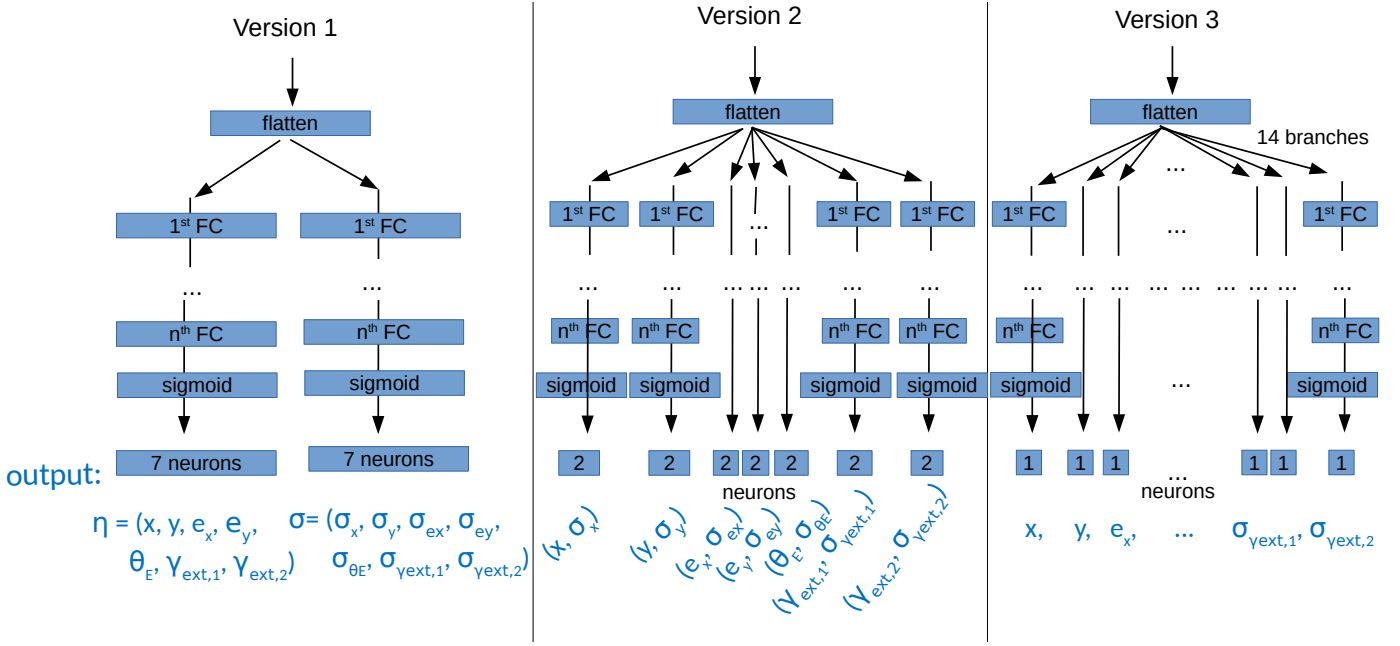 Version 1
flatten
1st FC 1st FC
... ...
nth FC nth FC
sigmoid sigmoid
7 neurons 7 neurons
output:
η = (x, y, ex, ey, σ= (σx, σy, σex, σey,
θE, γext,1, γext,2) σθE, σγext,1, σγext,2)
Version 2
flatten
1st FC 1st FC ... 1st FC 1st FC
... ... ... ... ... ... ...
nth FC nth FC nth FC nth FC
sigmoid sigmoid sigmoid sigmoid
2 2 2 2 2 2 2
neurons
(x, σx)
(y, σy)
(ex, σex)
(ey, σey)
(θE, σθE)
(γext,1, σγext,1)
(γext,2, σγext,2)
Version 3
flatten
14 branches
...
1st FC ... 1st FC
... ... ... ... ... ... ... ... ...
nth FC nth FC
sigmoid ... sigmoid
1 1 1 ... 1 1 1
neurons
x, y, ex, ... σγext,1, σγext,2